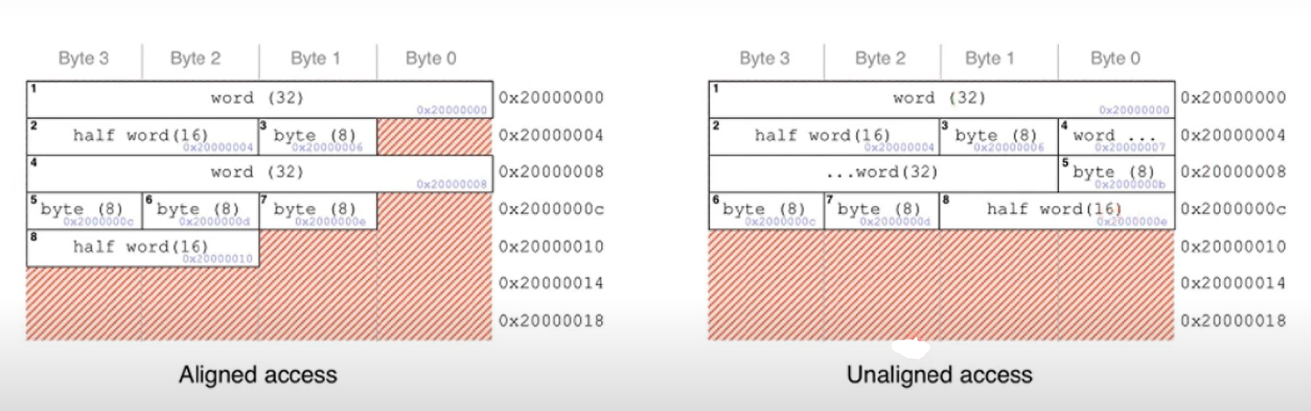 Byte 3 Byte 2 Byte 1 Byte 0
1 word (32) 0x20000000 0x20000000
2 half word(16) 0x20000004 3 byte (8) 0x20000006 0x20000004
4 word (32) 0x20000008 0x20000008
5 byte (8) 0x2000000c 6 byte (8) 0x2000000d 7 byte (8) 0x2000000e 0x2000000c
8 half word(16) 0x20000010 0x20000010
0x20000014
0x20000018
Aligned access
Byte 3 Byte 2 Byte 1 Byte 0
1 word (32) 0x20000000 0x20000000
2 half word(16) 0x20000004 3 byte (8) 0x20000006 4 word ... 0x20000007 0x20000004
...word(32) 5 byte (8) 0x2000000b 0x20000008
6 byte (8) 0x2000000c 7 byte (8) 0x2000000d 8 half word(16) 0x2000000e 0x2000000c
0x20000010
0x20000014
0x20000018
Unaligned access